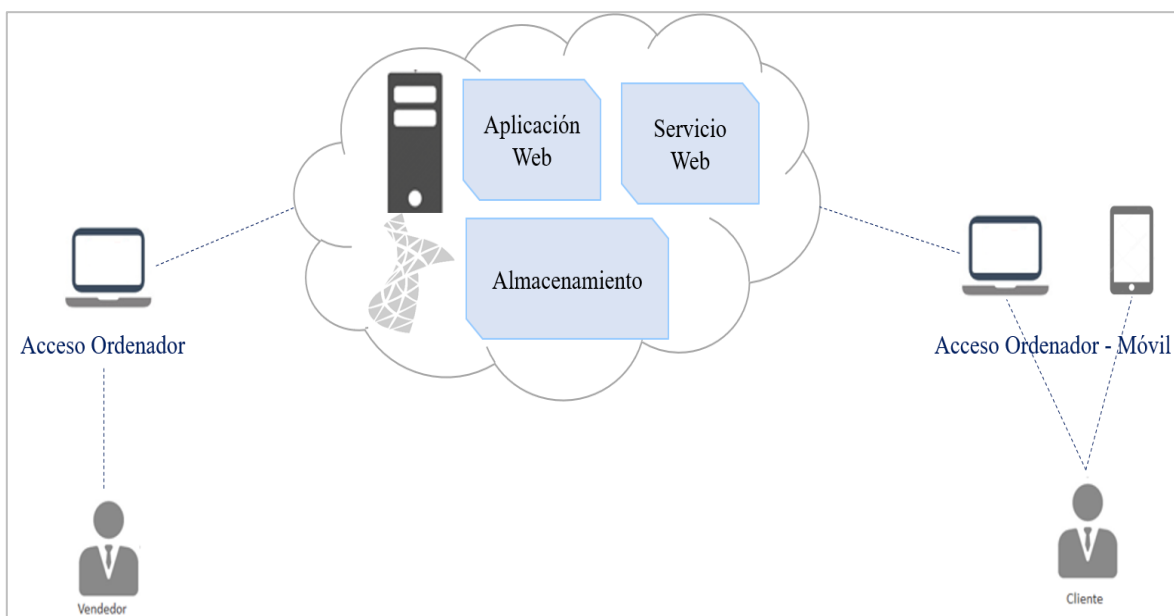 Aplicación
Web
Servicio
Web
Almacenamiento
Acceso Ordenador
Acceso Ordenador - Móvil
Vendedor
Cliente